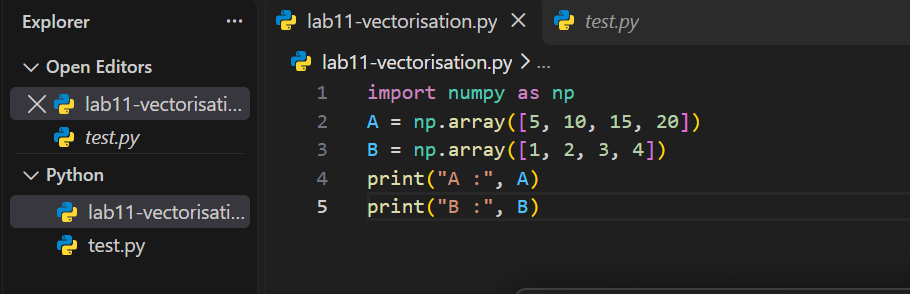 Explorer ...
Open Editors
lab11-vectorisati...
test.py
Python
lab11-vectorisati...
test.py
lab11-vectorisation.py
test.py
lab11-vectorisation.py > ...
1 import numpy as np
2 A = np.array([5, 10, 15, 20])
3 B = np.array([1, 2, 3, 4])
4 print("A :", A)
5 print("B :", B)